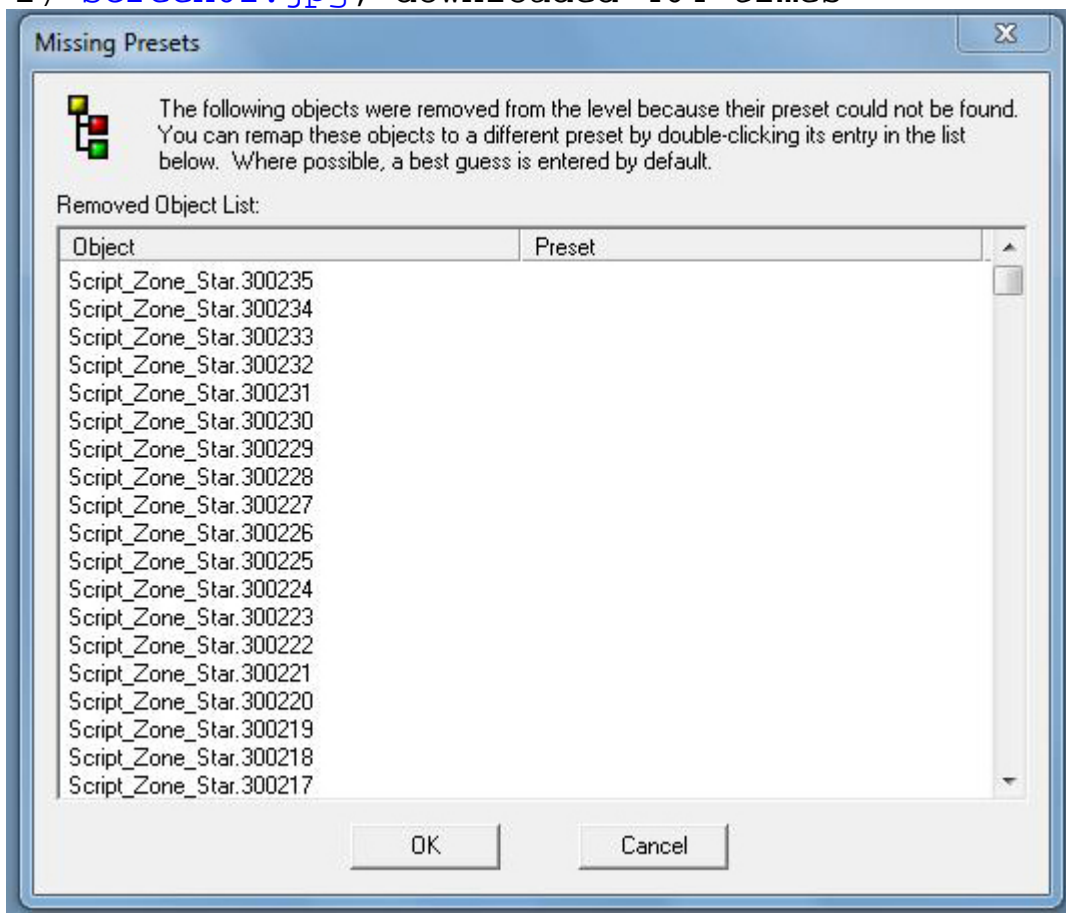 Missing Presets
The following objects were removed from the level because their preset could not be found.
You can remap these objects to a different preset by double-clicking its entry in the list
below.  Where possible, a best guess is entered by default.
Removed Object List:
Object Preset
Script_Zone_Star.300235
Script_Zone_Star.300234
Script_Zone_Star.300233
Script_Zone_Star.300232
Script_Zone_Star.300231
Script_Zone_Star.300230
Script_Zone_Star.300229
Script_Zone_Star.300228
Script_Zone_Star.300227
Script_Zone_Star.300226
Script_Zone_Star.300225
Script_Zone_Star.300224
Script_Zone_Star.300223
Script_Zone_Star.300222
Script_Zone_Star.300221
Script_Zone_Star.300220
Script_Zone_Star.300219
Script_Zone_Star.300218
Script_Zone_Star.300217
OK Cancel